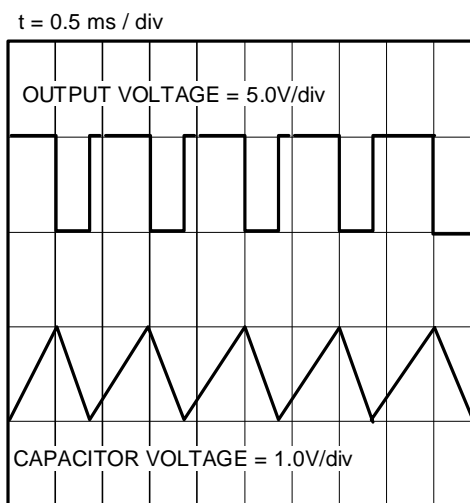 t = 0.5 ms / div
OUTPUT VOLTAGE = 5.0V/div
CAPACITOR VOLTAGE = 1.0V/div